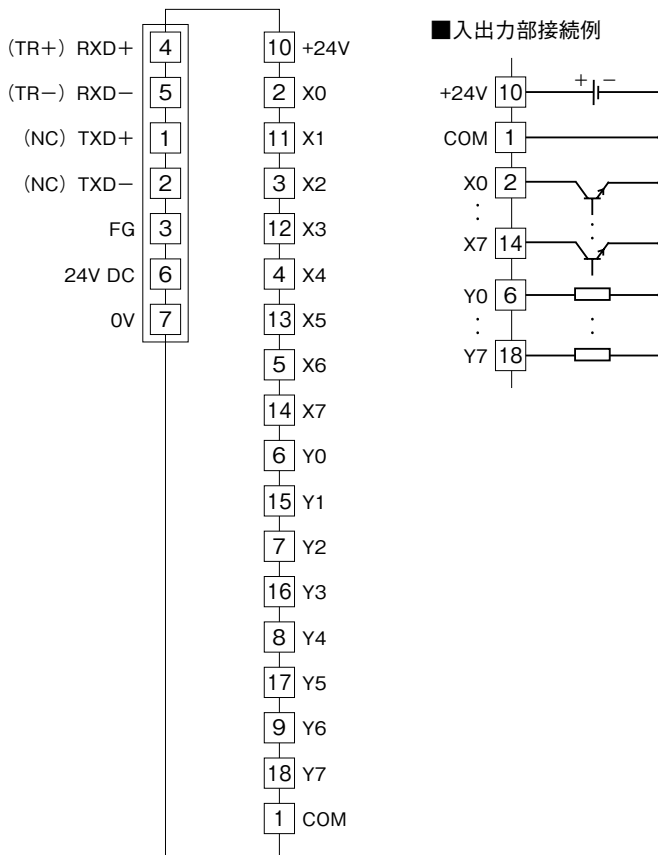 (TR+) RXD+ 4
(TR−) RXD− 5
(NC) TXD+ 1
(NC) TXD− 2
FG 3
24V DC 6
0V 7
10 +24V
2 X0
11 X1
3 X2
12 X3
4 X4
13 X5
5 X6
14 X7
6 Y0
15 Y1
7 Y2
16 Y3
8 Y4
17 Y5
9 Y6
18 Y7
1 COM
■入出力部接続例
+24V 10 + −
COM 1
X0 2
X7 14
Y0 6
Y7 18